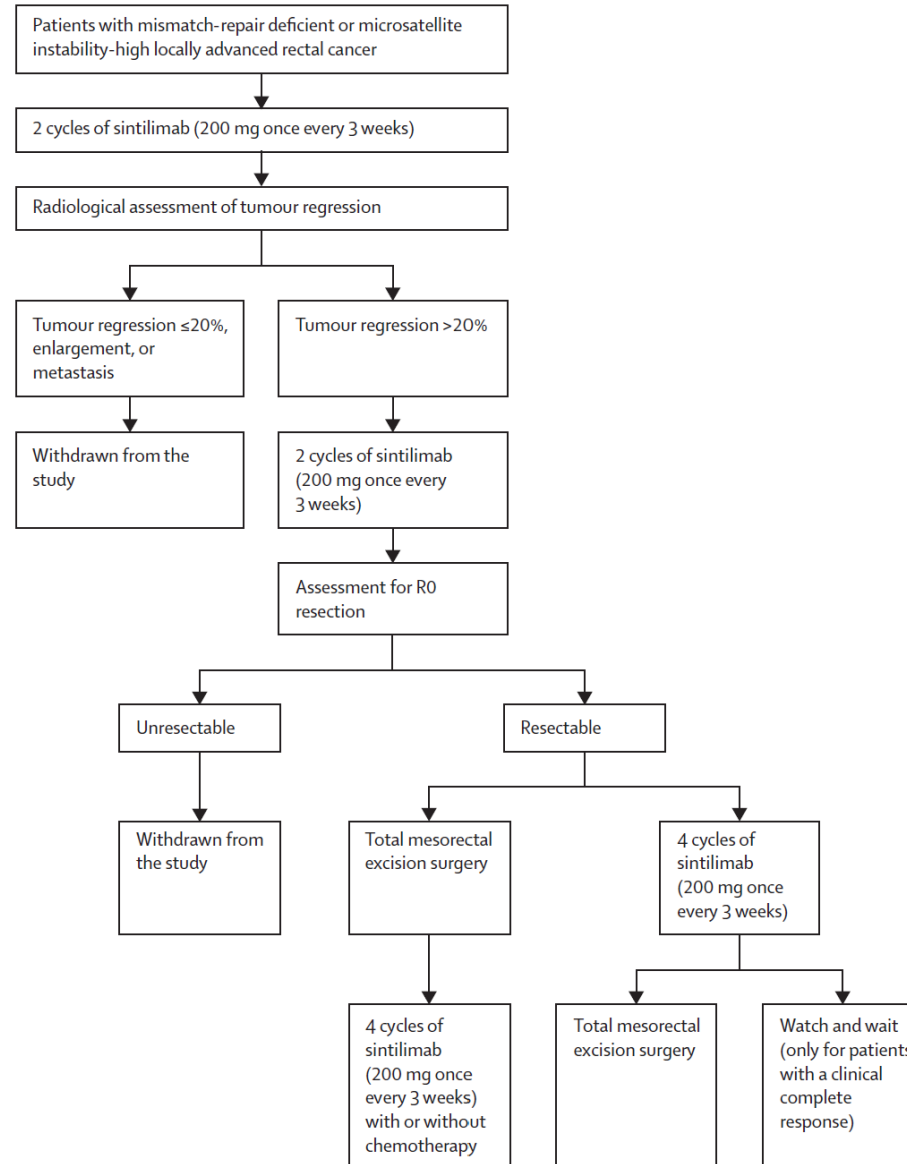 Patients with mismatch-repair deficient or microsatellite
instability-high locally advanced rectal cancer
2 cycles of sintilimab (200 mg once every 3 weeks)
Radiological assessment of tumour regression
Tumour regression ≤20%,
enlargement, or
metastasis
Tumour regression >20%
Withdrawn from the
study
2 cycles of sintilimab
(200 mg once every
3 weeks)
Assessment for R0
resection
Unresectable
Resectable
Withdrawn from
the study
Total mesorectal
excision surgery
4 cycles of
sintilimab
(200 mg once
every 3 weeks)
4 cycles of
sintilimab
(200 mg once
every 3 weeks)
with or without
chemotherapy
Total mesorectal
excision surgery
Watch and wait
(only for patients
with a clinical
complete
response)